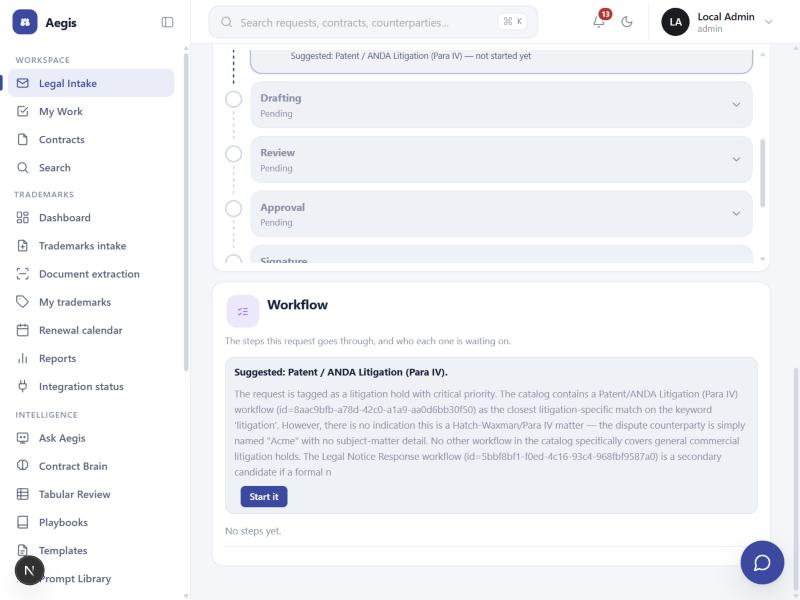 Aegis
Search requests, contracts, counterparties...
⌘ K
13
LA
Local Admin
admin
WORKSPACE
Legal Intake
My Work
Contracts
Search
TRADEMARKS
Dashboard
Trademarks intake
Document extraction
My trademarks
Renewal calendar
Reports
Integration status
INTELLIGENCE
Ask Aegis
Contract Brain
Tabular Review
Playbooks
Templates
Prompt Library
N
Suggested: Patent / ANDA Litigation (Para IV) — not started yet
Drafting
Pending
Review
Pending
Approval
Pending
Signature
Workflow
The steps this request goes through, and who each one is waiting on.
Suggested: Patent / ANDA Litigation (Para IV).
The request is tagged as a litigation hold with critical priority. The catalog contains a Patent/ANDA Litigation (Para IV)
workflow (id=8aac9bfb-a78d-42c0-a1a9-aa0d6bb30f50) as the closest litigation-specific match on the keyword
'litigation'. However, there is no indication this is a Hatch-Waxman/Para IV matter — the dispute counterparty is simply
named "Acme" with no subject-matter detail. No other workflow in the catalog specifically covers general commercial
litigation holds. The Legal Notice Response workflow (id=5bbf8bf1-f0ed-4c16-93c4-968fbf9587a0) is a secondary
candidate if a formal n
Start it
No steps yet.